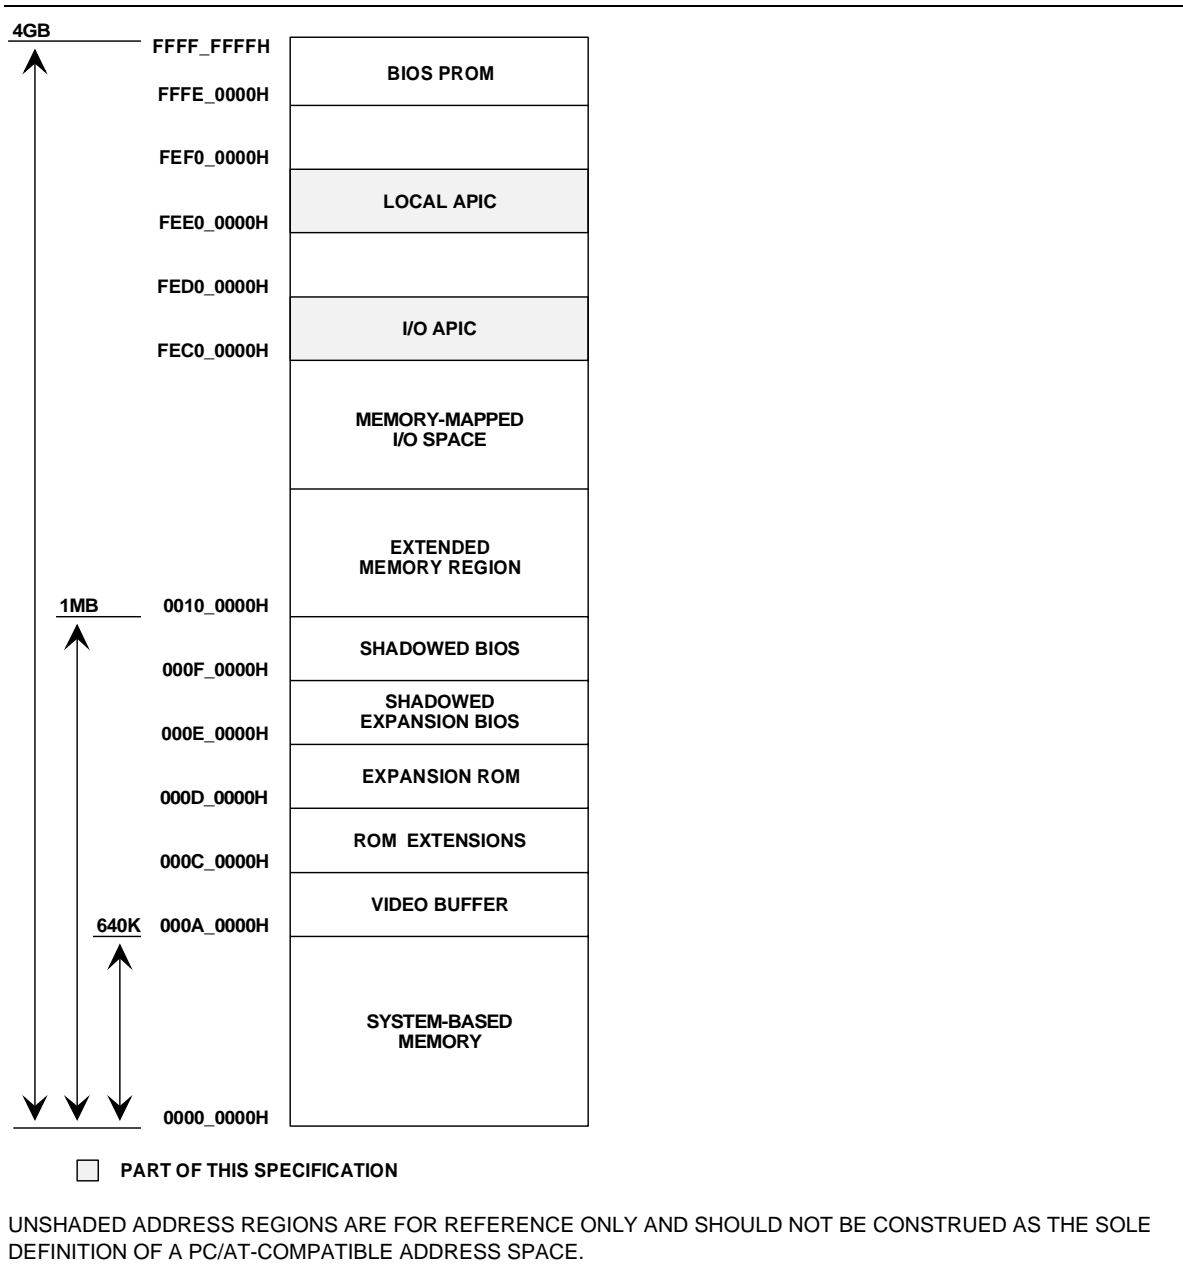 4GB
FFFF_FFFFH
BIOS PROM
FFFE_0000H
FEF0_0000H
LOCAL APIC
FEE0_0000H
FED0_0000H
I/O APIC
FEC0_0000H
MEMORY-MAPPED
I/O SPACE
EXTENDED
MEMORY REGION
1MB
0010_0000H
SHADOWED BIOS
000F_0000H
SHADOWED
EXPANSION BIOS
000E_0000H
EXPANSION ROM
000D_0000H
ROM EXTENSIONS
000C_0000H
VIDEO BUFFER
640K
000A_0000H
SYSTEM-BASED
MEMORY
0000_0000H
PART OF THIS SPECIFICATION
UNSHADED ADDRESS REGIONS ARE FOR REFERENCE ONLY AND SHOULD NOT BE CONSTRUED AS THE SOLE
DEFINITION OF A PC/AT-COMPATIBLE ADDRESS SPACE.